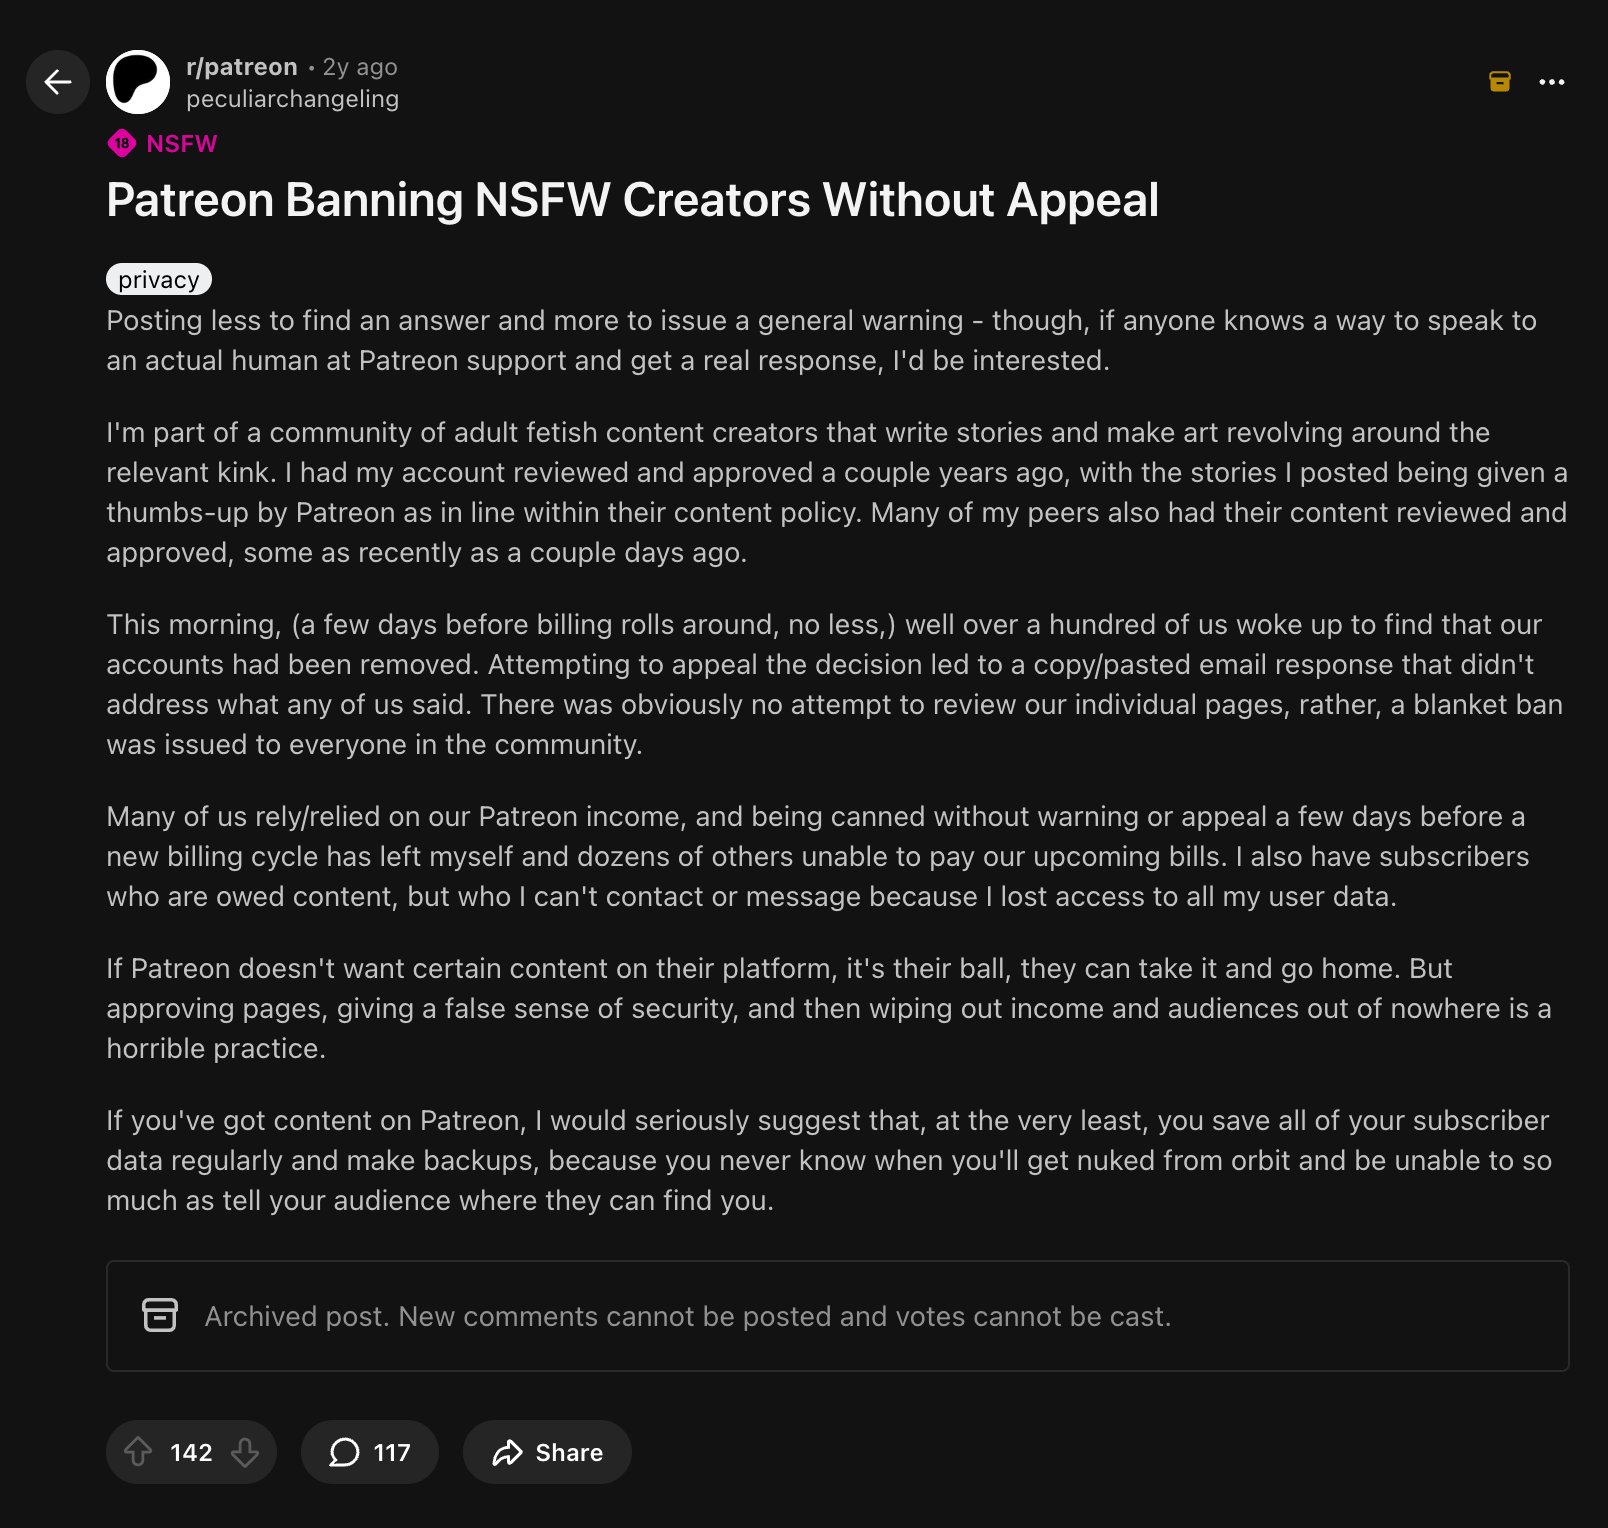 r/patreon • 2y ago
peculiarchangeling
18 NSFW
Patreon Banning NSFW Creators Without Appeal
privacy
Posting less to find an answer and more to issue a general warning - though, if anyone knows a way to speak to
an actual human at Patreon support and get a real response, I'd be interested.
I'm part of a community of adult fetish content creators that write stories and make art revolving around the
relevant kink. I had my account reviewed and approved a couple years ago, with the stories I posted being given a
thumbs-up by Patreon as in line within their content policy. Many of my peers also had their content reviewed and
approved, some as recently as a couple days ago.
This morning, (a few days before billing rolls around, no less,) well over a hundred of us woke up to find that our
accounts had been removed. Attempting to appeal the decision led to a copy/pasted email response that didn't
address what any of us said. There was obviously no attempt to review our individual pages, rather, a blanket ban
was issued to everyone in the community.
Many of us rely/relied on our Patreon income, and being canned without warning or appeal a few days before a
new billing cycle has left myself and dozens of others unable to pay our upcoming bills. I also have subscribers
who are owed content, but who I can't contact or message because I lost access to all my user data.
If Patreon doesn't want certain content on their platform, it's their ball, they can take it and go home. But
approving pages, giving a false sense of security, and then wiping out income and audiences out of nowhere is a
horrible practice.
If you've got content on Patreon, I would seriously suggest that, at the very least, you save all of your subscriber
data regularly and make backups, because you never know when you'll get nuked from orbit and be unable to so
much as tell your audience where they can find you.
Archived post. New comments cannot be posted and votes cannot be cast.
142 117 Share